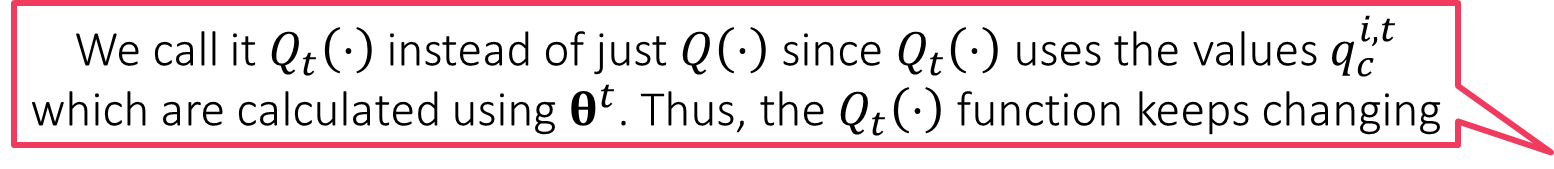 We call it Q_t(·) instead of just Q(·) since Q_t(·) uses the values q_c^{i,t}
which are calculated using θ^t. Thus, the Q_t(·) function keeps changing